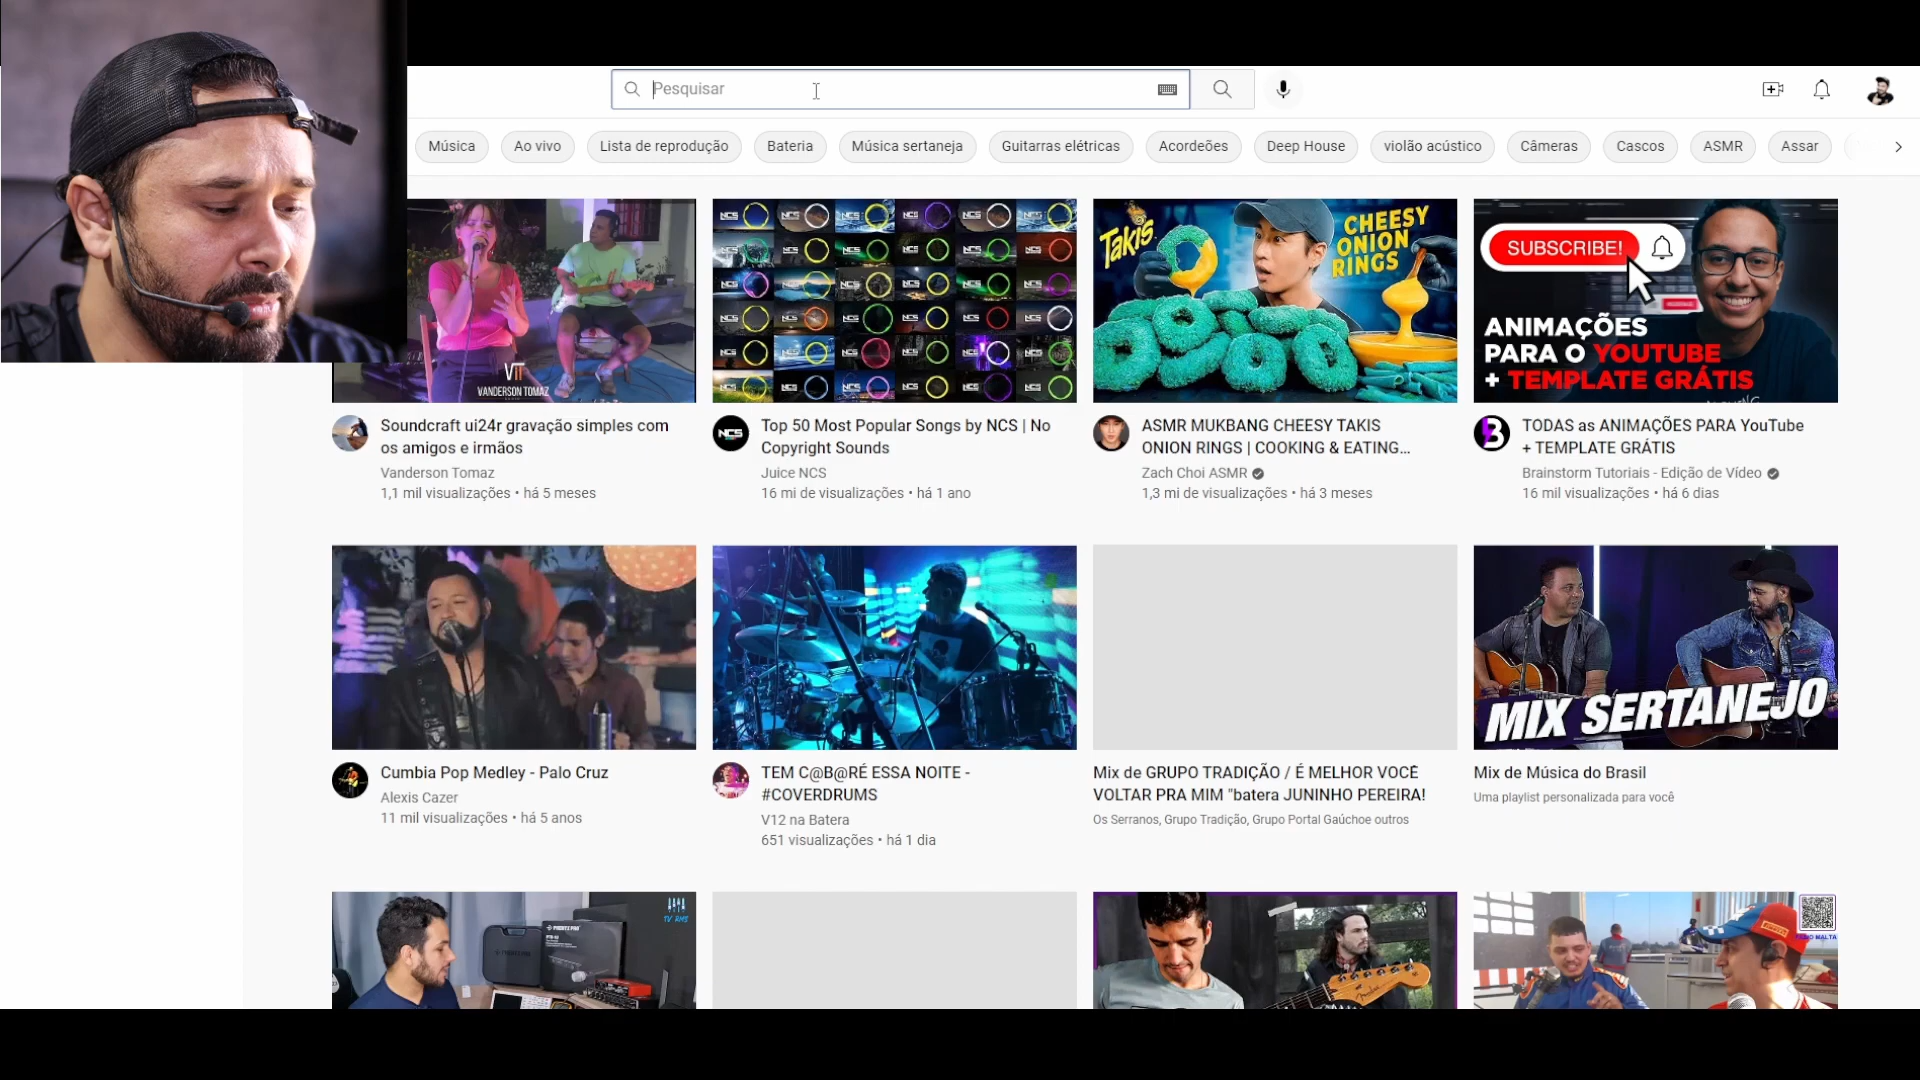 Pesquisar
Música
Ao vivo
Lista de reprodução
Bateria
Música sertaneja
Guitarras elétricas
Acordeões
Deep House
violão acústico
Câmeras
Cascos
ASMR
Assar
VT
VANDERSON TOMAZ
Takis
CHEESY
ONION
RINGS
SUBSCRIBE!
ANIMAÇÕES
PARA O YOUTUBE
+ TEMPLATE GRÁTIS
Soundcraft ui24r gravação simples com
os amigos e irmãos
Vanderson Tomaz
1,1 mil visualizações • há 5 meses
NCS
Top 50 Most Popular Songs by NCS | No
Copyright Sounds
Juice NCS
16 mi de visualizações • há 1 ano
ASMR MUKBANG CHEESY TAKIS
ONION RINGS | COOKING & EATING...
Zach Choi ASMR
1,3 mi de visualizações • há 3 meses
TODAS as ANIMAÇÕES PARA YouTube
+ TEMPLATE GRÁTIS
Brainstorm Tutoriais - Edição de Vídeo
16 mil visualizações • há 6 dias
MIX SERTANEJO
Cumbia Pop Medley - Palo Cruz
Alexis Cazer
11 mil visualizações • há 5 anos
TEM C@B@RÉ ESSA NOITE -
#COVERDRUMS
V12 na Batera
651 visualizações • há 1 dia
Mix de GRUPO TRADIÇÃO / É MELHOR VOCÊ
VOLTAR PRA MIM "batera JUNINHO PEREIRA!
Os Serranos, Grupo Tradição, Grupo Portal Gaúchoe outros
Mix de Música do Brasil
Uma playlist personalizada para você
TV RMS